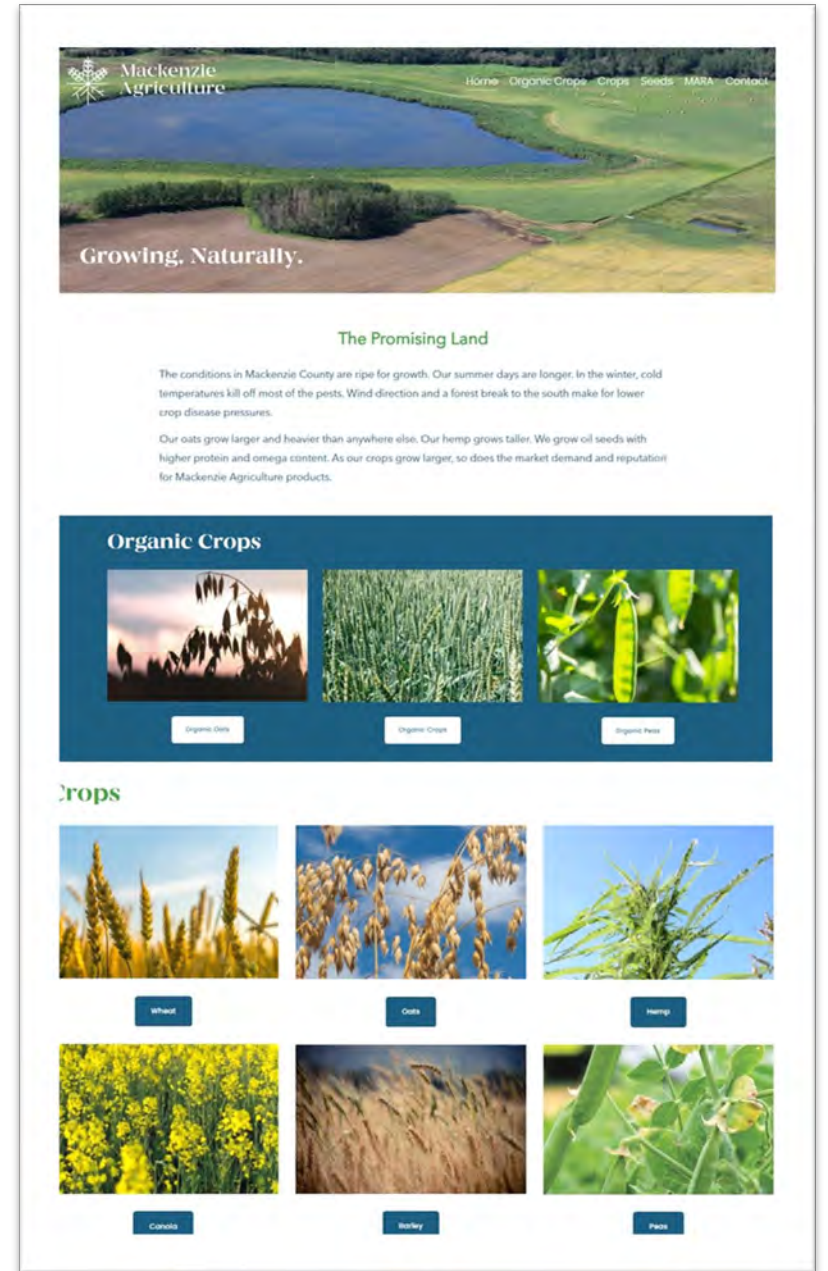 Mackenzie
Agriculture
Home Organic Crops Crops Seeds MARA Contact
Growing. Naturally.
The Promising Land
The conditions in Mackenzie County are ripe for growth. Our summer days are longer. In the winter, cold
temperatures kill off most of the pests. Wind direction and a forest break to the south make for lower
crop disease pressures.
Our oats grow larger and heavier than anywhere else. Our hemp grows taller. We grow oil seeds with
higher protein and omega content. As our crops grow larger, so does the market demand and reputation
for Mackenzie Agriculture products.
Organic Crops
Organic Oats
Organic Crops
Organic Peas
Crops
Wheat
Oats
Hemp
Canola
Barley
Peas